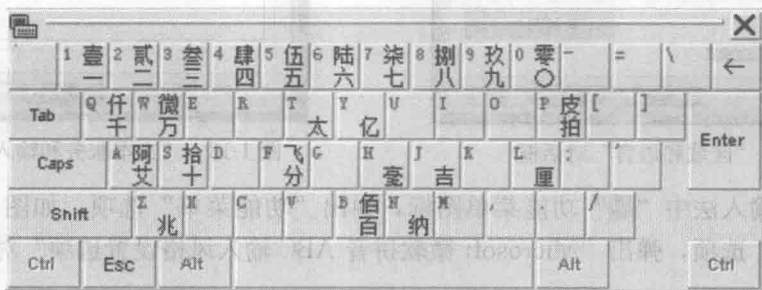 1 壹 一 2 贰 二 3 叁 三 4 肆 四 5 伍 五 6 陆 六 7 柒 七 8 捌 八 9 玖 九 0 零 〇 - = \ ←
Tab Q 仟 千 W 微 万 E R T 太 Y 亿 U I O P 皮 拍 [ ]
Caps 阿 艾 S 拾 十 D F 飞 分 G H 毫 J 吉 K L 厘 ; ' Enter
Shift Z 兆 X C V B 佰 百 N 纳 M
Ctrl Esc Alt Alt Ctrl